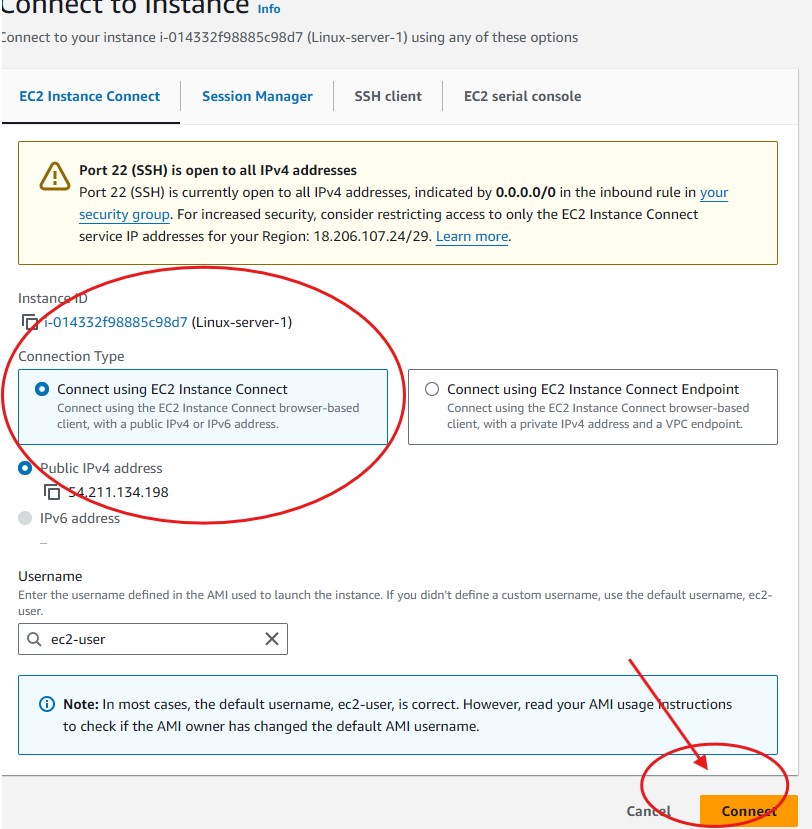 Connect to instance Info
Connect to your instance i-014332f98885c98d7 (Linux-server-1) using any of these options
EC2 Instance Connect Session Manager SSH client EC2 serial console
Port 22 (SSH) is open to all IPv4 addresses
Port 22 (SSH) is currently open to all IPv4 addresses, indicated by 0.0.0.0/0 in the inbound rule in your
security group. For increased security, consider restricting access to only the EC2 Instance Connect
service IP addresses for your Region: 18.206.107.24/29. Learn more.
Instance ID
i-014332f98885c98d7 (Linux-server-1)
Connection Type
Connect using EC2 Instance Connect
Connect using the EC2 Instance Connect browser-based
client, with a public IPv4 or IPv6 address.
Connect using EC2 Instance Connect Endpoint
Connect using the EC2 Instance Connect browser-based
client, with a private IPv4 address and a VPC endpoint.
Public IPv4 address
54.211.134.198
IPv6 address
–
Username
Enter the username defined in the AMI used to launch the instance. If you didn't define a custom username, use the default username, ec2-
user.
ec2-user
Note: In most cases, the default username, ec2-user, is correct. However, read your AMI usage instructions
to check if the AMI owner has changed the default AMI username.
Cancel Connect